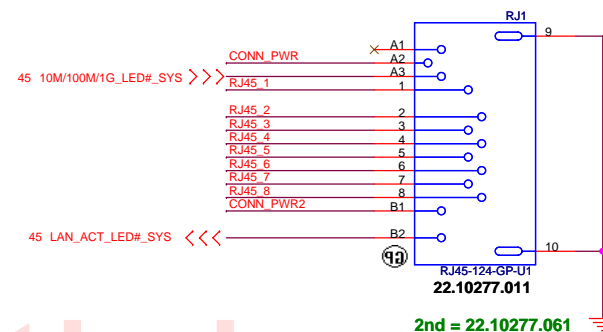 RJ1
A1
9
CONN_PWR
A2
45 10M/100M/1G_LED#_SYS
A3
RJ45_1
1
RJ45_2
2
RJ45_3
3
RJ45_4
4
RJ45_5
5
RJ45_6
6
RJ45_7
7
RJ45_8
8
CONN_PWR2
B1
45 LAN_ACT_LED#_SYS
B2
10
GP
RJ45-124-GP-U1
22.10277.011
2nd = 22.10277.061